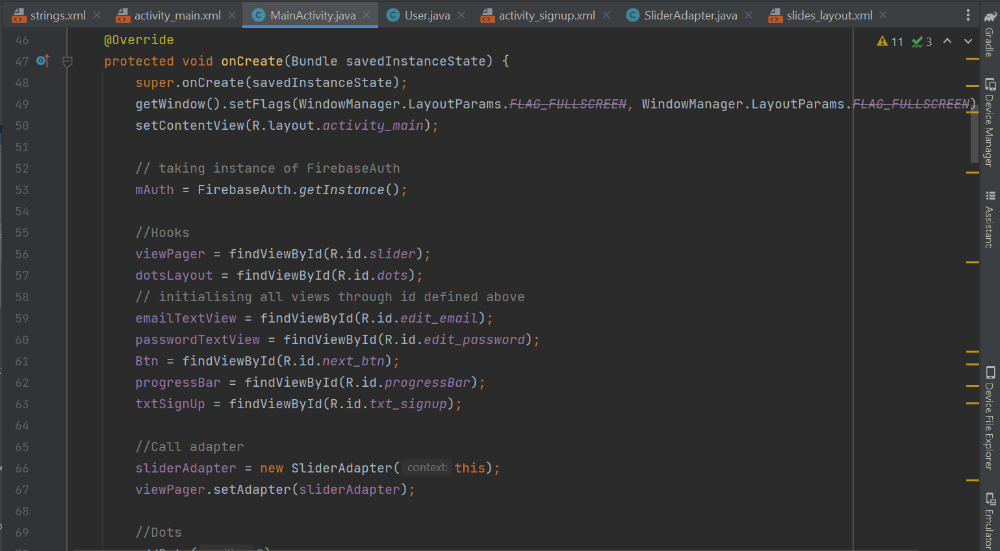 strings.xml activity_main.xml MainActivity.java User.java activity_signup.xml SliderAdapter.java slides_layout.xml
11 3
46 @Override
47 protected void onCreate(Bundle savedInstanceState) {
48 super.onCreate(savedInstanceState);
49 getWindow().setFlags(WindowManager.LayoutParams.FLAG_FULLSCREEN, WindowManager.LayoutParams.FLAG_FULLSCREEN)
50 setContentView(R.layout.activity_main);
51
52 // taking instance of FirebaseAuth
53 mAuth = FirebaseAuth.getInstance();
54
55 //Hooks
56 viewPager = findViewById(R.id.slider);
57 dotsLayout = findViewById(R.id.dots);
58 // initialising all views through id defined above
59 emailTextView = findViewById(R.id.edit_email);
60 passwordTextView = findViewById(R.id.edit_password);
61 Btn = findViewById(R.id.next_btn);
62 progressBar = findViewById(R.id.progressBar);
63 txtSignUp = findViewById(R.id.txt_signup);
64
65 //Call adapter
66 sliderAdapter = new SliderAdapter( context: this);
67 viewPager.setAdapter(sliderAdapter);
68
69 //Dots
Gradle
Device Manager
Assistant:
Device File Explorer
Emulator